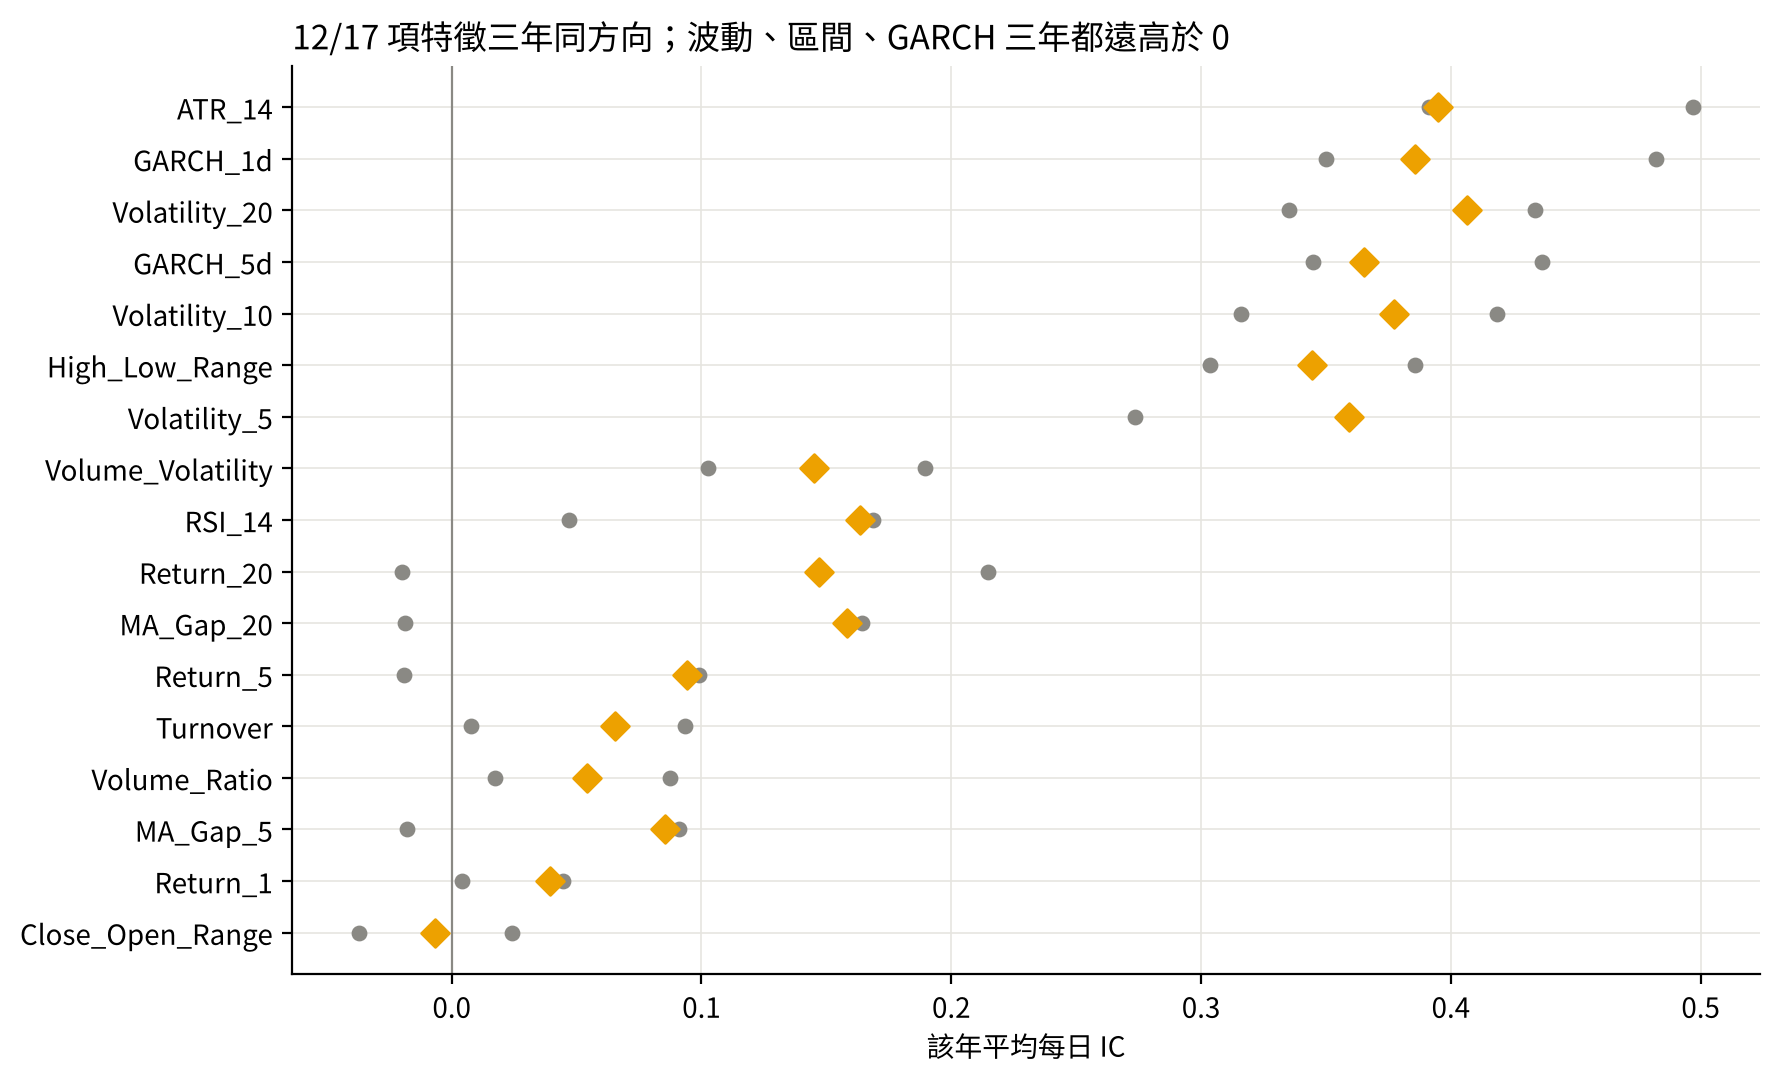 12/17 項特徵三年同方向；波動、區間、GARCH 三年都遠高於 0
ATR_14
GARCH_1d
Volatility_20
GARCH_5d
Volatility_10
High_Low_Range
Volatility_5
Volume_Volatility
RSI_14
Return_20
MA_Gap_20
Return_5
Turnover
Volume_Ratio
MA_Gap_5
Return_1
Close_Open_Range
0.0 0.1 0.2 0.3 0.4 0.5
該年平均每日 IC